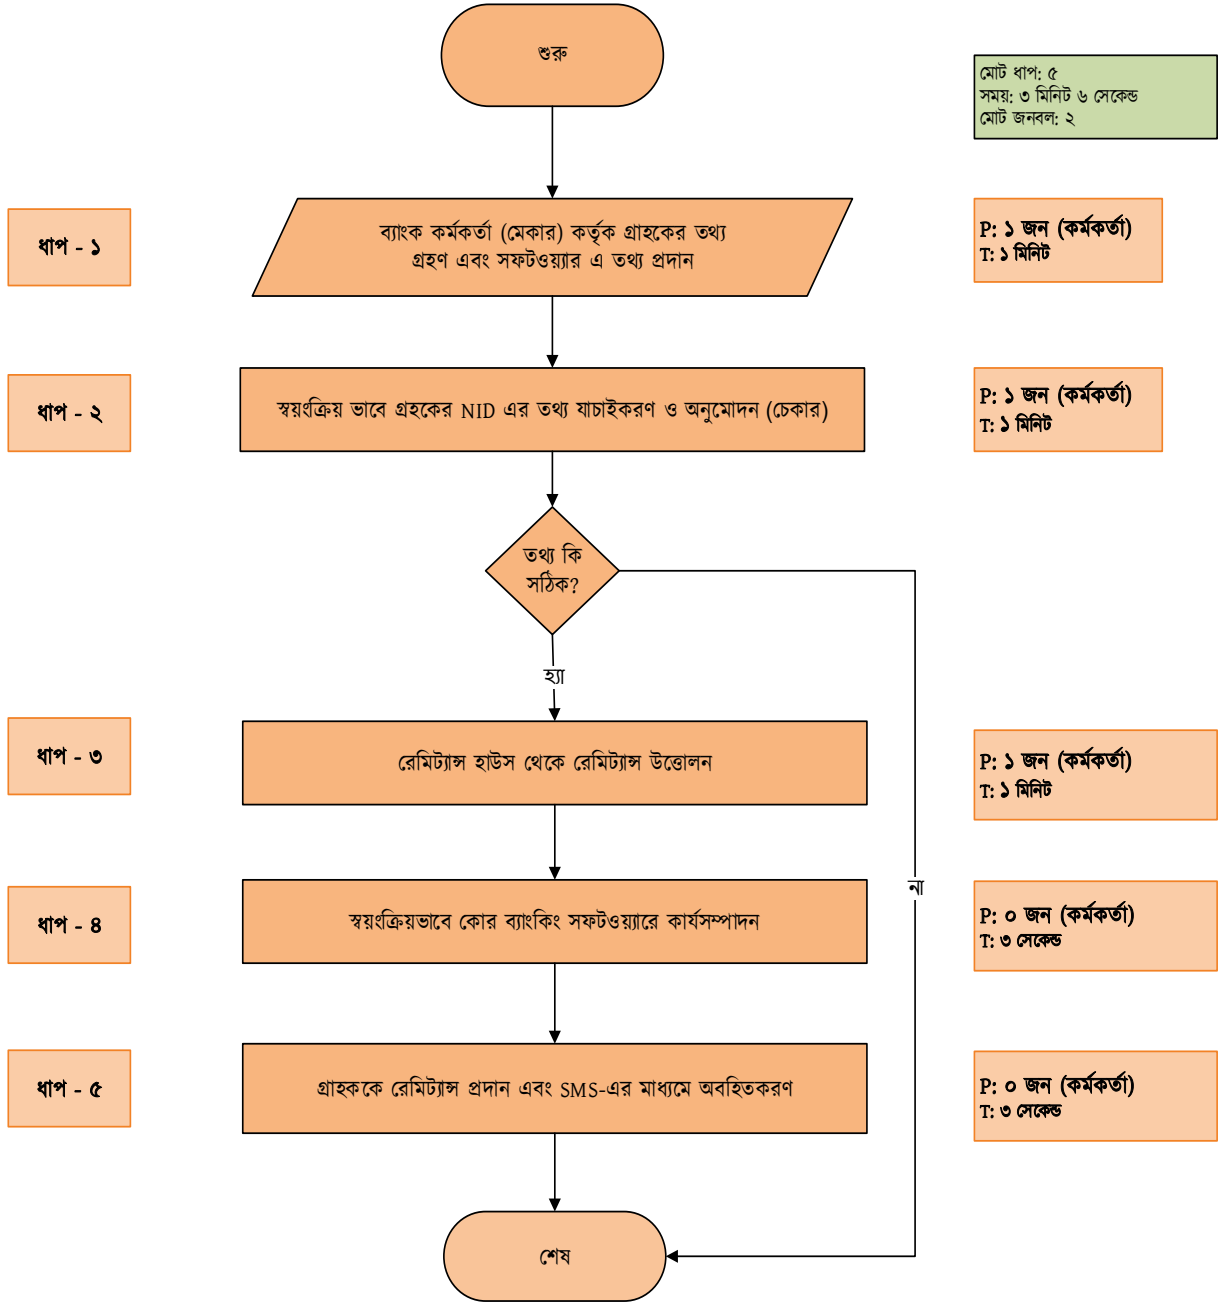 শুরু
মোট ধাপ: ৫
সময়: ৩ মিনিট ৬ সেকেন্ড
মোট জনবল: ২
ধাপ - ১
ব্যাংক কর্মকর্তা (মেকার) কর্তৃক গ্রাহকের তথ্য
গ্রহণ এবং সফটওয়্যার এ তথ্য প্রদান
P: ১ জন (কর্মকর্তা)
T: ১ মিনিট
ধাপ - ২
স্বয়ংক্রিয় ভাবে গ্রহকের NID এর তথ্য যাচাইকরণ ও অনুমোদন (চেকার)
P: ১ জন (কর্মকর্তা)
T: ১ মিনিট
তথ্য কি
সঠিক?
হ্যা
ধাপ - ৩
রেমিট্যান্স হাউস থেকে রেমিট্যান্স উত্তোলন
P: ১ জন (কর্মকর্তা)
T: ১ মিনিট
না
ধাপ - ৪
স্বয়ংক্রিয়ভাবে কোর ব্যাংকিং সফটওয়্যারে কার্যসম্পাদন
P: ০ জন (কর্মকর্তা)
T: ৩ সেকেন্ড
ধাপ - ৫
গ্রাহককে রেমিট্যান্স প্রদান এবং SMS-এর মাধ্যমে অবহিতকরণ
P: ০ জন (কর্মকর্তা)
T: ৩ সেকেন্ড
শেষ